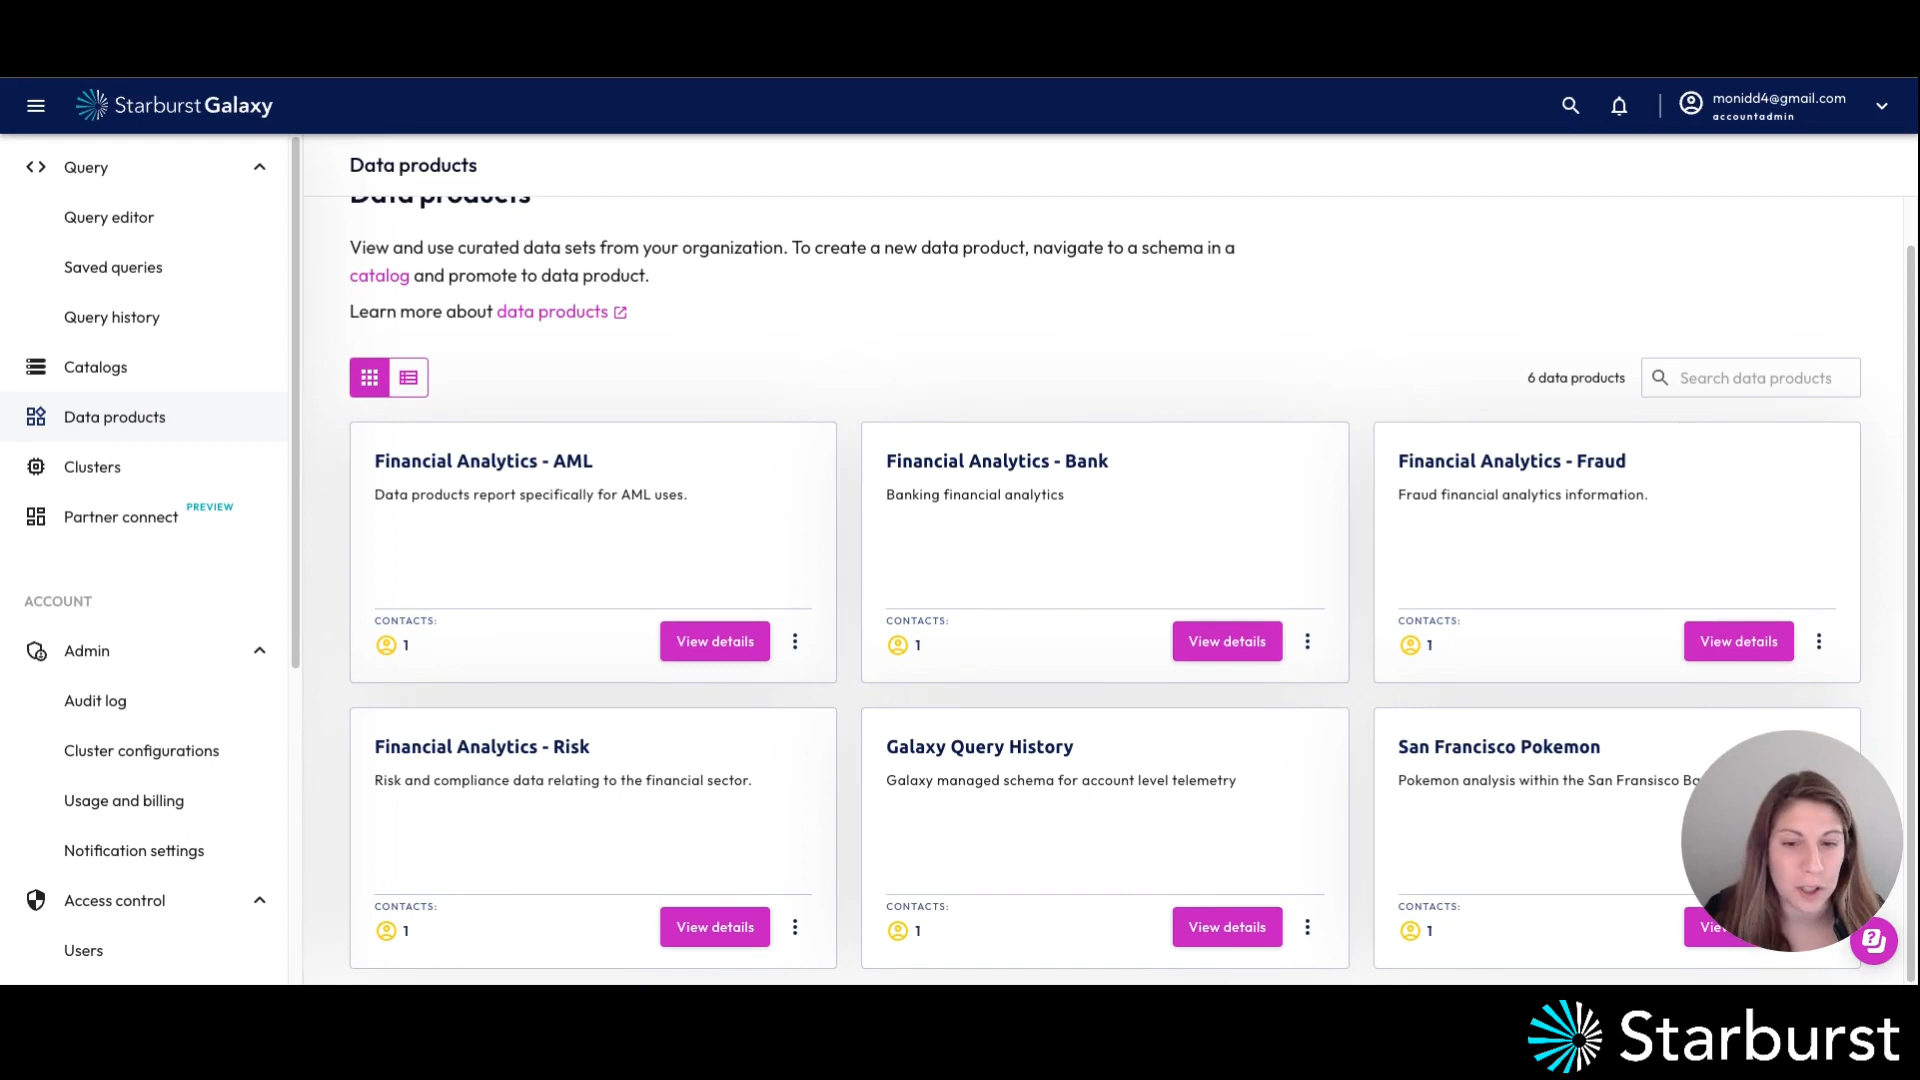 Starburst Galaxy
monidd4@gmail.com
accountadmin
Query
Query editor
Saved queries
Query history
Catalogs
Data products
Clusters
Partner connect PREVIEW
ACCOUNT
Admin
Audit log
Cluster configurations
Usage and billing
Notification settings
Access control
Users
Data products
Data products
View and use curated data sets from your organization. To create a new data product, navigate to a schema in a
catalog and promote to data product.
Learn more about data products
6 data products
Search data products
Financial Analytics - AML
Data products report specifically for AML uses.
CONTACTS:
1
View details
Financial Analytics - Bank
Banking financial analytics
CONTACTS:
1
View details
Financial Analytics - Fraud
Fraud financial analytics information.
CONTACTS:
1
View details
Financial Analytics - Risk
Risk and compliance data relating to the financial sector.
CONTACTS:
1
View details
Galaxy Query History
Galaxy managed schema for account level telemetry
CONTACTS:
1
View details
San Francisco Pokemon
Pokemon analysis within the San Fransisco
CONTACTS:
1
Starburst